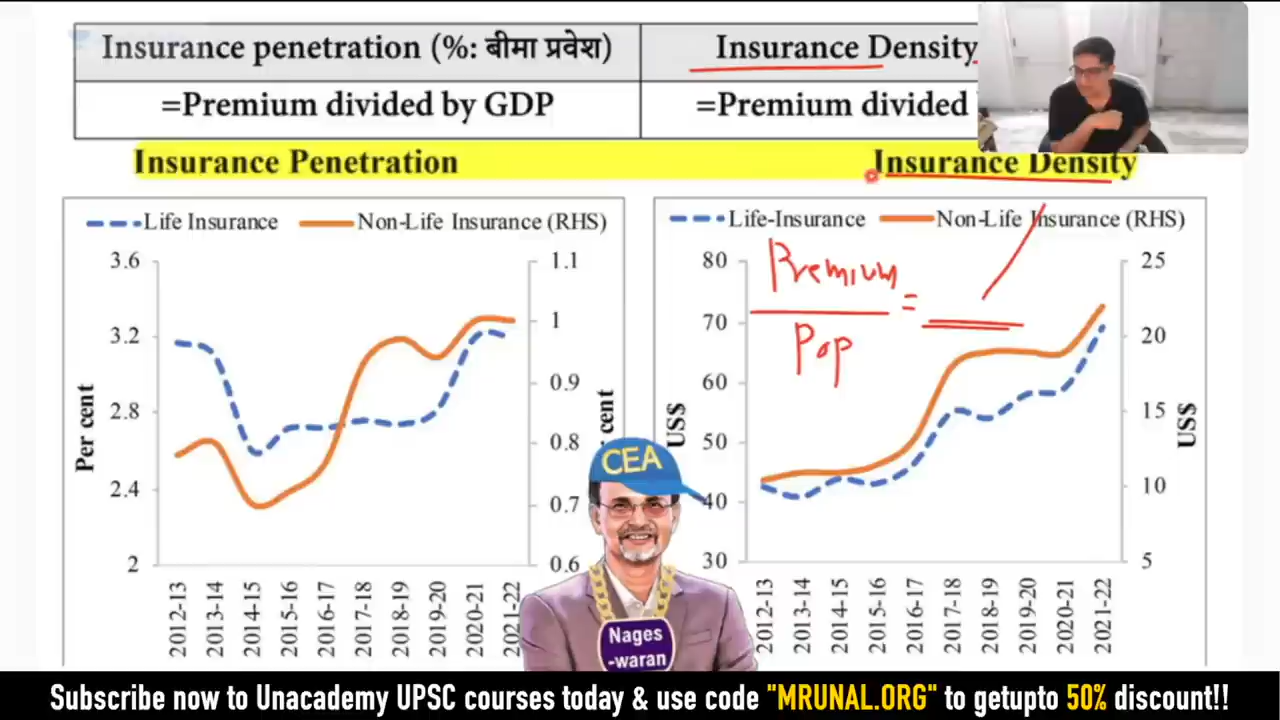 Insurance penetration (%: बीमा प्रवेश)
Insurance Density
=Premium divided by GDP
=Premium divided
Insurance Penetration
Insurance Density
Life Insurance
Non-Life Insurance (RHS)
3.6
3.2
2.8
2.4
2
Per cent
1.1
1
0.9
0.8
0.7
0.6
cent
2012-13
2013-14
2014-15
2015-16
2016-17
2017-18
2018-19
2019-20
2020-21
2021-22
Life-Insurance
Non-Life Insurance (RHS)
Premium
=
Pop
80
70
60
50
40
30
US$
25
20
15
10
5
US$
2012-13
2013-14
2014-15
2015-16
2016-17
2017-18
2018-19
2019-20
2020-21
2021-22
CEA
Nages
-waran
Subscribe now to Unacademy UPSC courses today & use code "MRUNAL.ORG" to getupto 50% discount!!